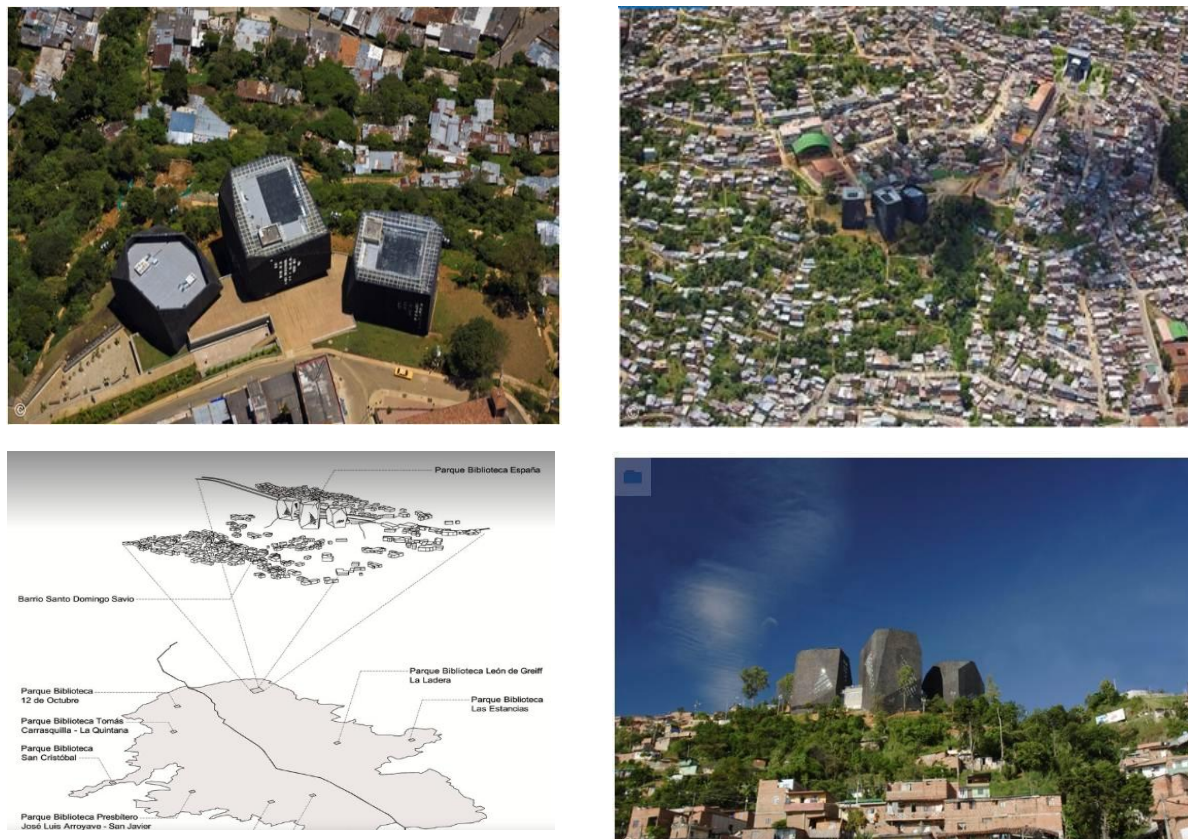 ©
©
Parque Biblioteca España
Barrio Santo Domingo Savio
Parque Biblioteca León de Greiff
La Ladera
Parque Biblioteca
12 de Octubre
Parque Biblioteca
Las Estancias
Parque Biblioteca Tomás
Carrasquilla - La Quintana
Parque Biblioteca
San Cristóbal
Parque Biblioteca Presbítero
José Luis Arroyave - San Javier